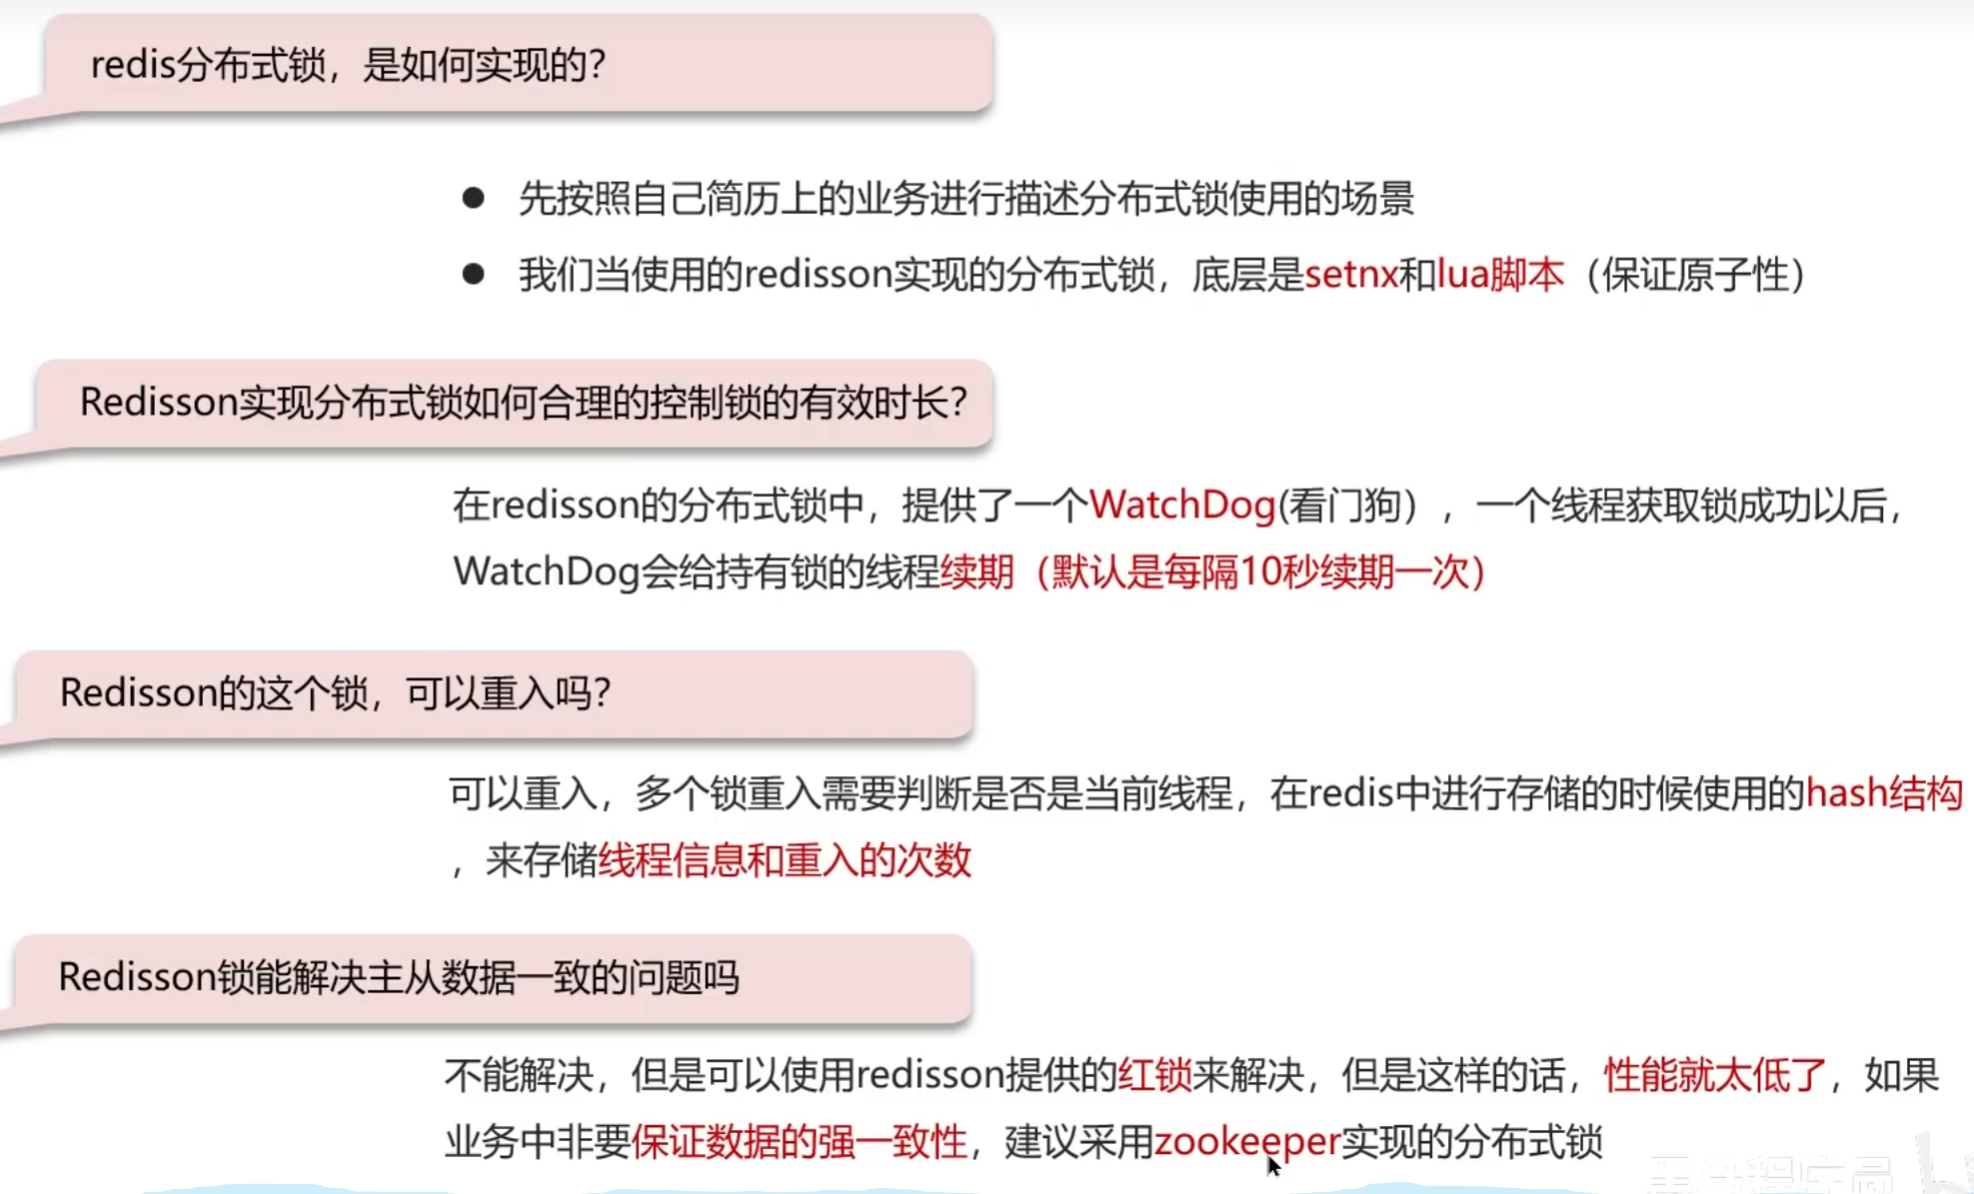 redis分布式锁，是如何实现的？
先按照自己简历上的业务进行描述分布式锁使用的场景
我们当使用的redisson实现的分布式锁，底层是setnx和lua脚本（保证原子性）
Redisson实现分布式锁如何合理的控制锁的有效时长？
在redisson的分布式锁中，提供了一个WatchDog(看门狗），一个线程获取锁成功以后，
WatchDog会给持有锁的线程续期（默认是每隔10秒续期一次）
Redisson的这个锁，可以重入吗？
可以重入，多个锁重入需要判断是否是当前线程，在redis中进行存储的时候使用的hash结构
，来存储线程信息和重入的次数
Redisson锁能解决主从数据一致的问题吗
不能解决，但是可以使用redisson提供的红锁来解决，但是这样的话，性能就太低了，如果
业务中非要保证数据的强一致性，建议采用zookeeper实现的分布式锁